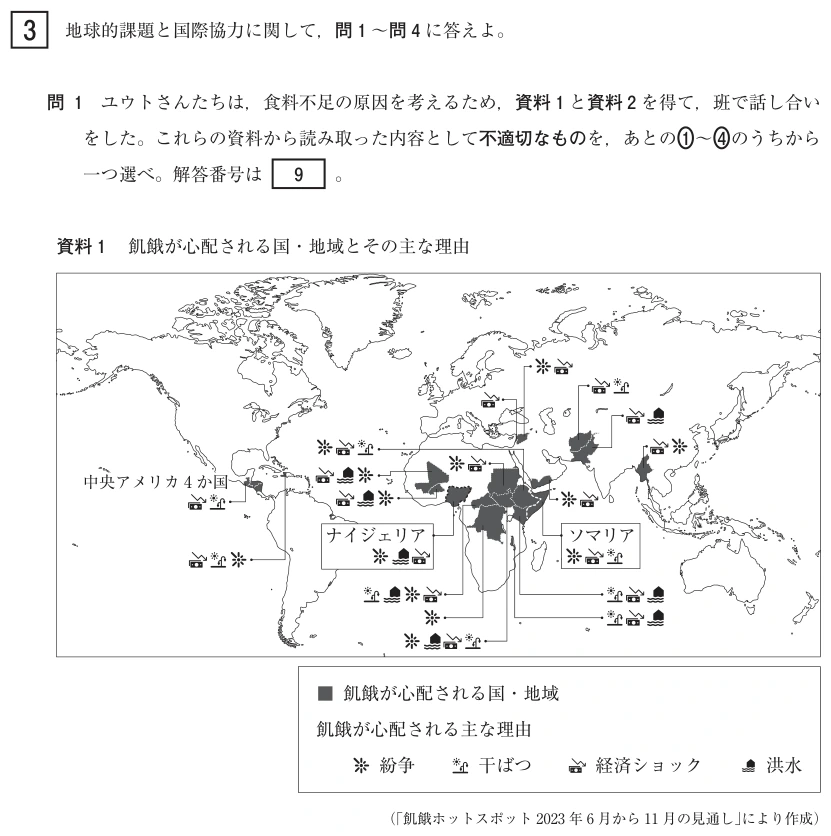 3 地球的課題と国際協力に関して，問1～問4に答えよ。
問 1 ユウトさんたちは，食料不足の原因を考えるため，資料1と資料2を得て，班で話し合い
をした。これらの資料から読み取った内容として不適切なものを，あとの①～④のうちから
一つ選べ。解答番号は 9 。
資料1 飢餓が心配される国・地域とその主な理由
中央アメリカ4か国
ナイジェリア
ソマリア
飢餓が心配される国・地域
飢餓が心配される主な理由
紛争 干ばつ 経済ショック 洪水
（「飢餓ホットスポット 2023年6月から11月の見通し」により作成）